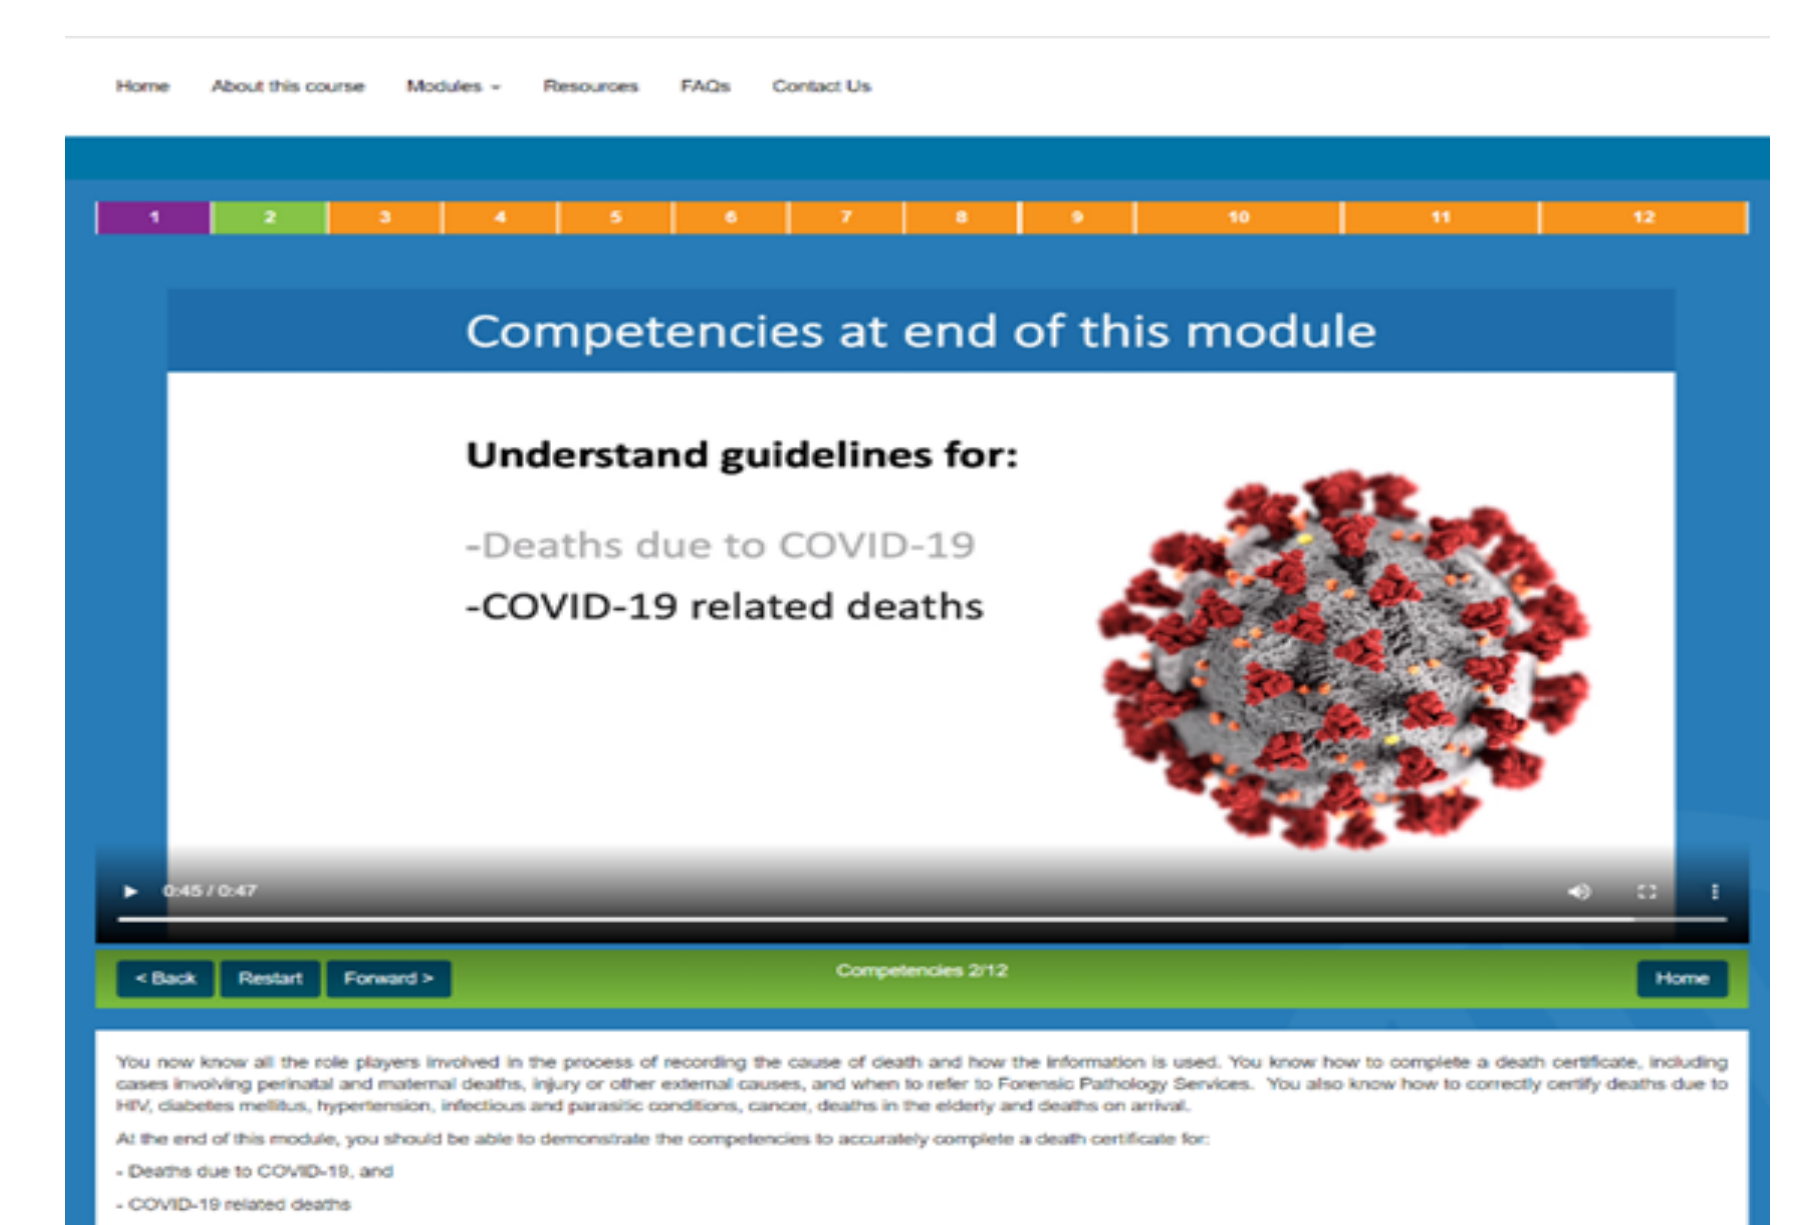 Home About this course Modules Resources FAQs Contact Us
1 2 3 4 5 6 7 8 9 10 11 12
Competencies at end of this module
Understand guidelines for:
-Deaths due to COVID-19
-COVID-19 related deaths
0:45 / 0:47
< Back Restart Forward > Competencies 2/12 Home
You now know all the role players involved in the process of recording the cause of death and how the information is used. You know how to complete a death certificate, including
cases involving perinatal and maternal deaths, injury or other external causes, and when to refer to Forensic Pathology Services. You also know how to correctly certify deaths due to
HIV, diabetes mellitus, hypertension, infectious and parasitic conditions, cancer, deaths in the elderly and deaths on arrival.
At the end of this module, you should be able to demonstrate the competencies to accurately complete a death certificate for:
- Deaths due to COVID-19, and
- COVID-19 related deaths